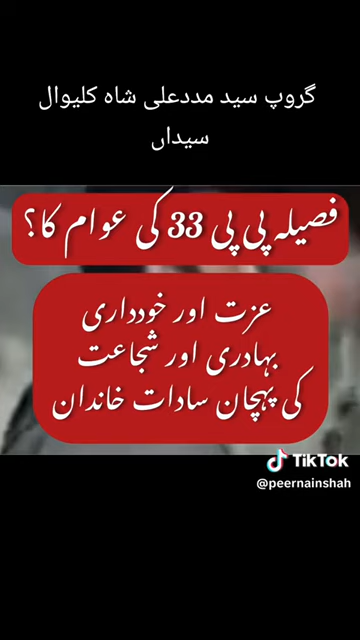 گروپ سید مددعلی شاہ کلیوال
سیداں
فصیلہ پی پی 33 کی عوام کا؟
عزت اور خودداری
بہادری اور شجاعت
کی پہچان سادات خاندان
TikTok
@peernainshah